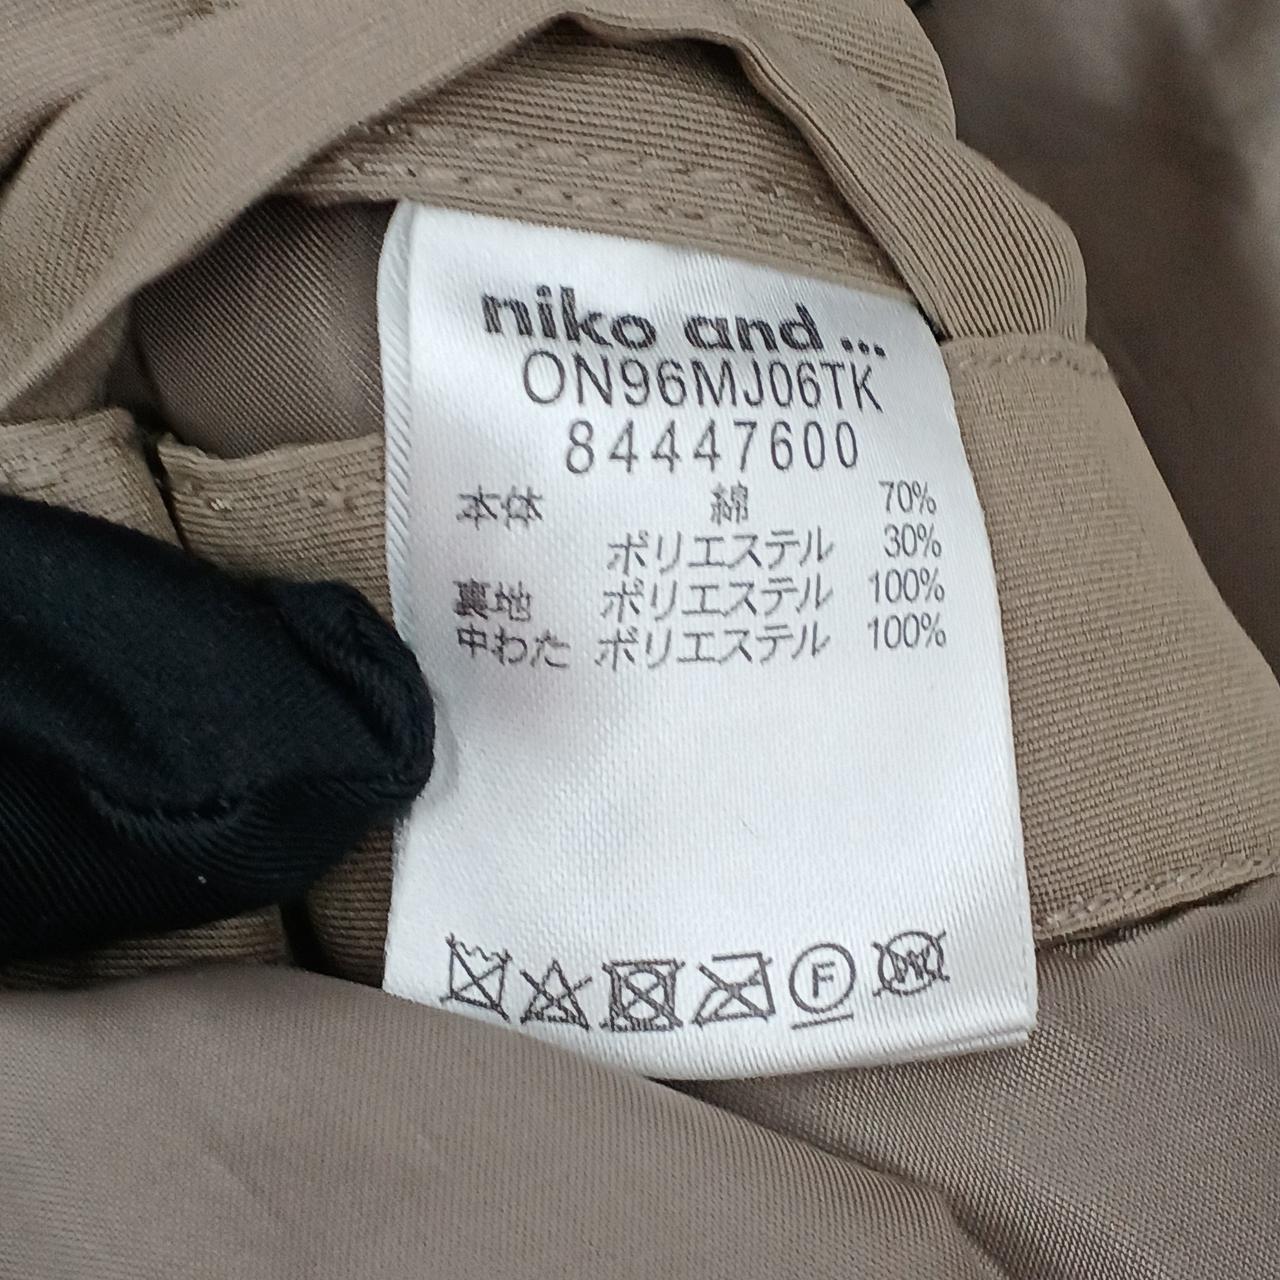 niko and...
ON96MJ06TK
84447600
本体 綿 70%
ポリエステル 30%
裏地 ポリエステル 100%
中わた ポリエステル 100%
F W